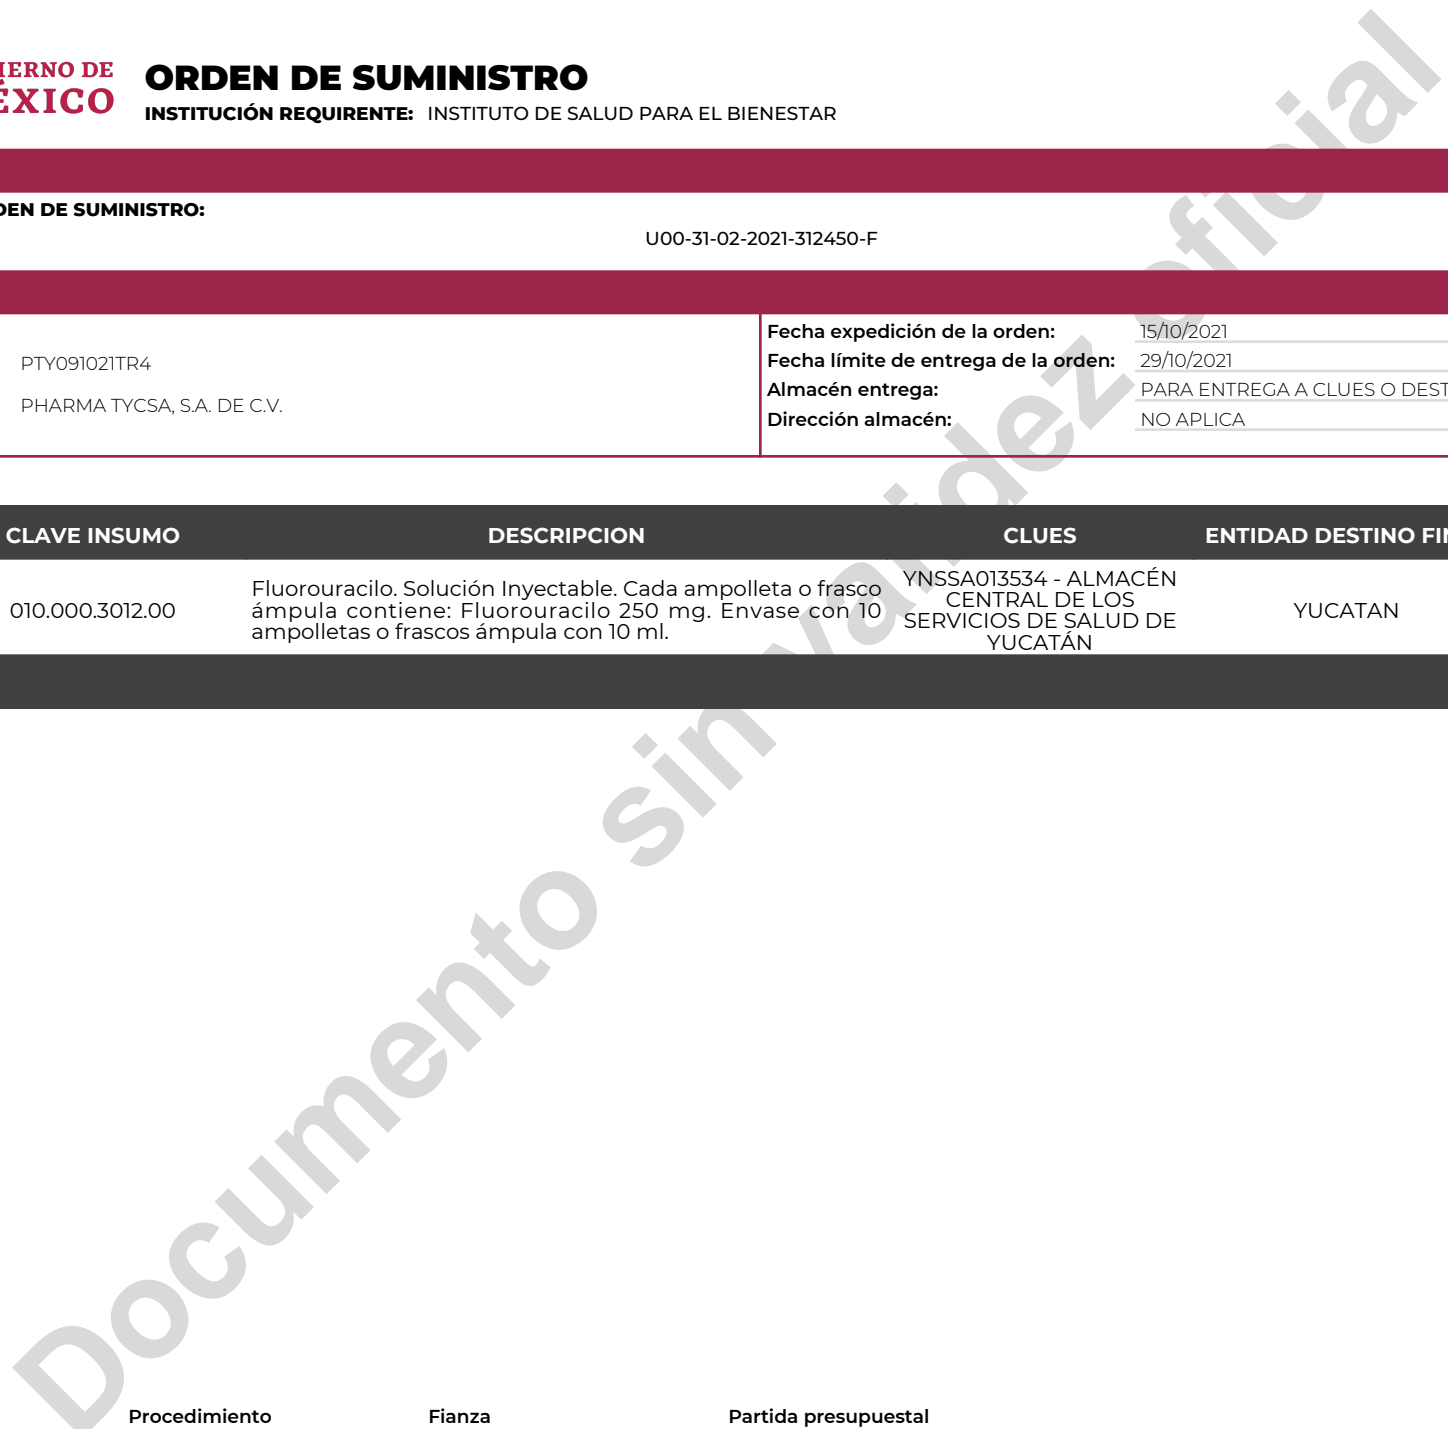 IERNO DE
ÉXICO
ORDEN DE SUMINISTRO
INSTITUCIÓN REQUIRENTE: INSTITUTO DE SALUD PARA EL BIENESTAR
DEN DE SUMINISTRO:
U00-31-02-2021-312450-F
PTY091021TR4
PHARMA TYCSA, S.A. DE C.V.
Fecha expedición de la orden: 15/10/2021
Fecha límite de entrega de la orden: 29/10/2021
Almacén entrega: PARA ENTREGA A CLUES O DEST
Dirección almacén: NO APLICA
CLAVE INSUMO DESCRIPCION CLUES ENTIDAD DESTINO FIN
010.000.3012.00
Fluorouracilo. Solución Inyectable. Cada ampolleta o frasco
ámpula contiene: Fluorouracilo 250 mg. Envase con 10
ampolletas o frascos ámpula con 10 ml.
YNSSA013534 - ALMACÉN
CENTRAL DE LOS
SERVICIOS DE SALUD DE
YUCATÁN
YUCATAN
Documento sin validez oficial
Procedimiento Fianza Partida presupuestal